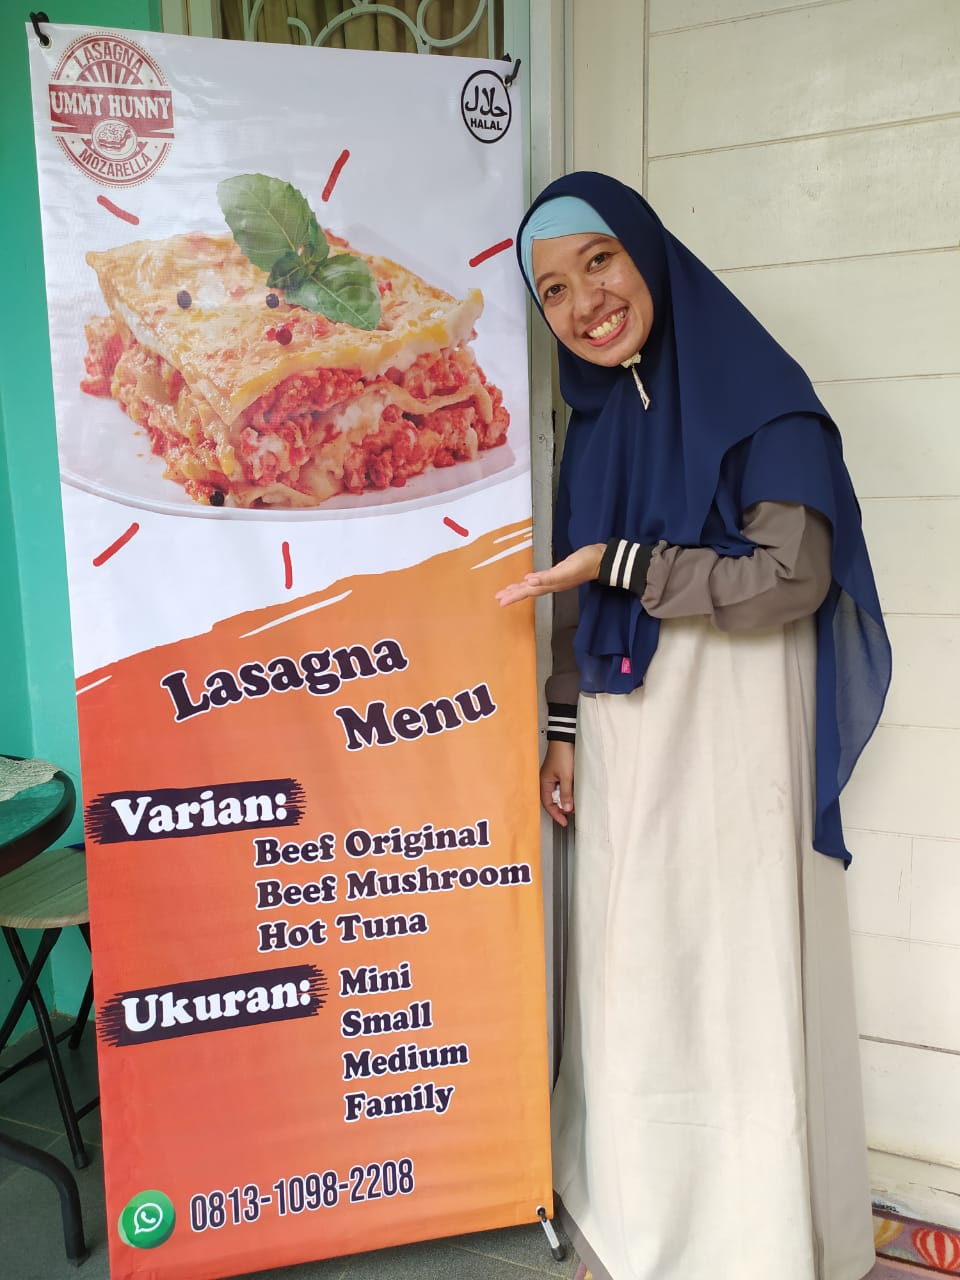 LASAGNA
UMMY HUNNY
MOZARELLA
حلال
HALAL
Lasagna
Menu
Varian:
Beef Original
Beef Mushroom
Hot Tuna
Ukuran:
Mini
Small
Medium
Family
0813-1098-2208